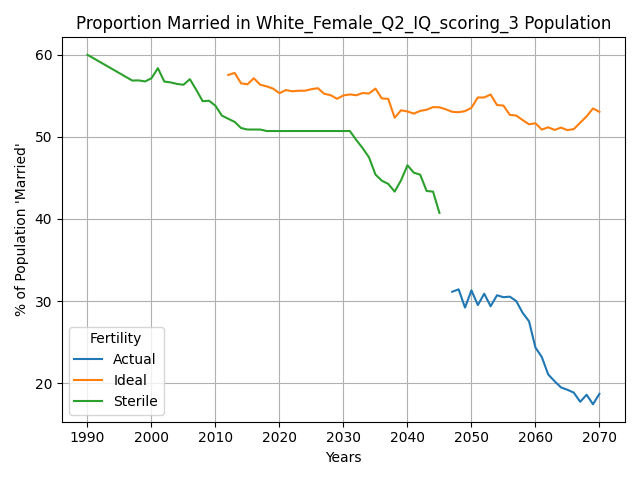 Proportion Married in White_Female_Q2_IQ_scoring_3 Population
% of Population 'Married'
60
50
40
30
20
Fertility
Actual
Ideal
Sterile
1990 2000 2010 2020 2030 2040 2050 2060 2070
Years